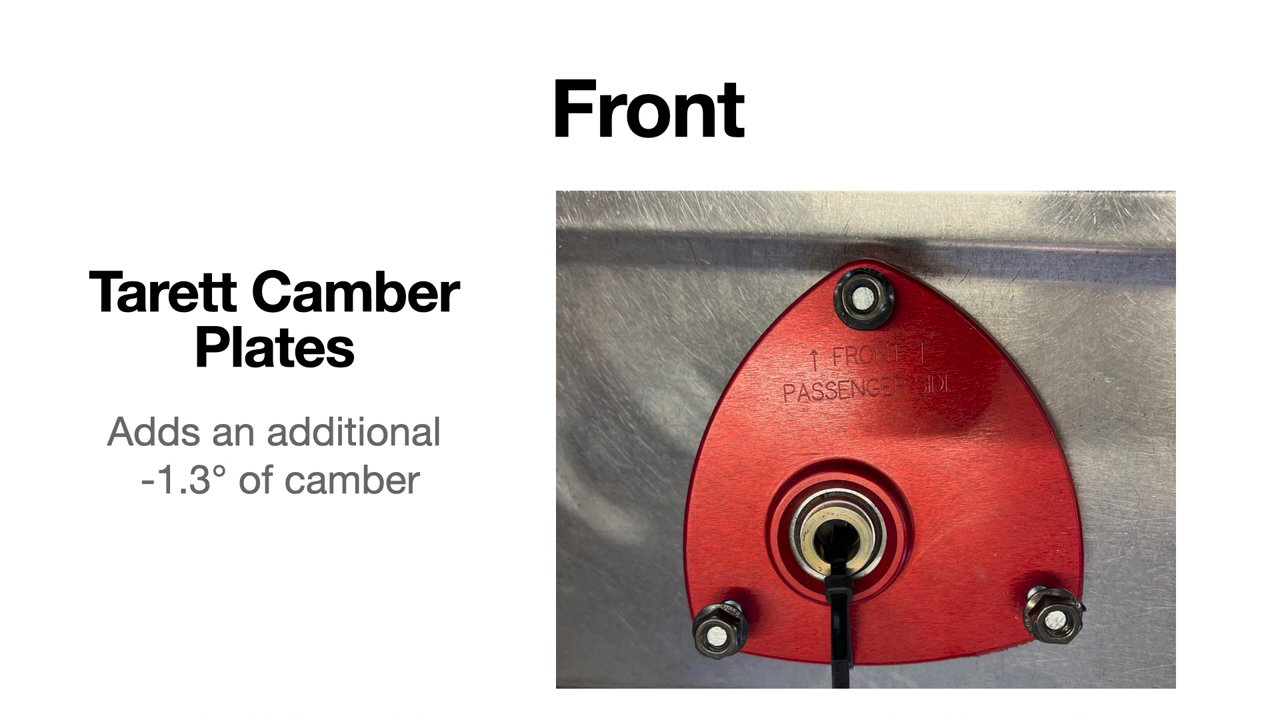 Front
Tarett Camber
Plates
Adds an additional
-1.3° of camber
↑ FRONT ↑
PASSENGER SIDE